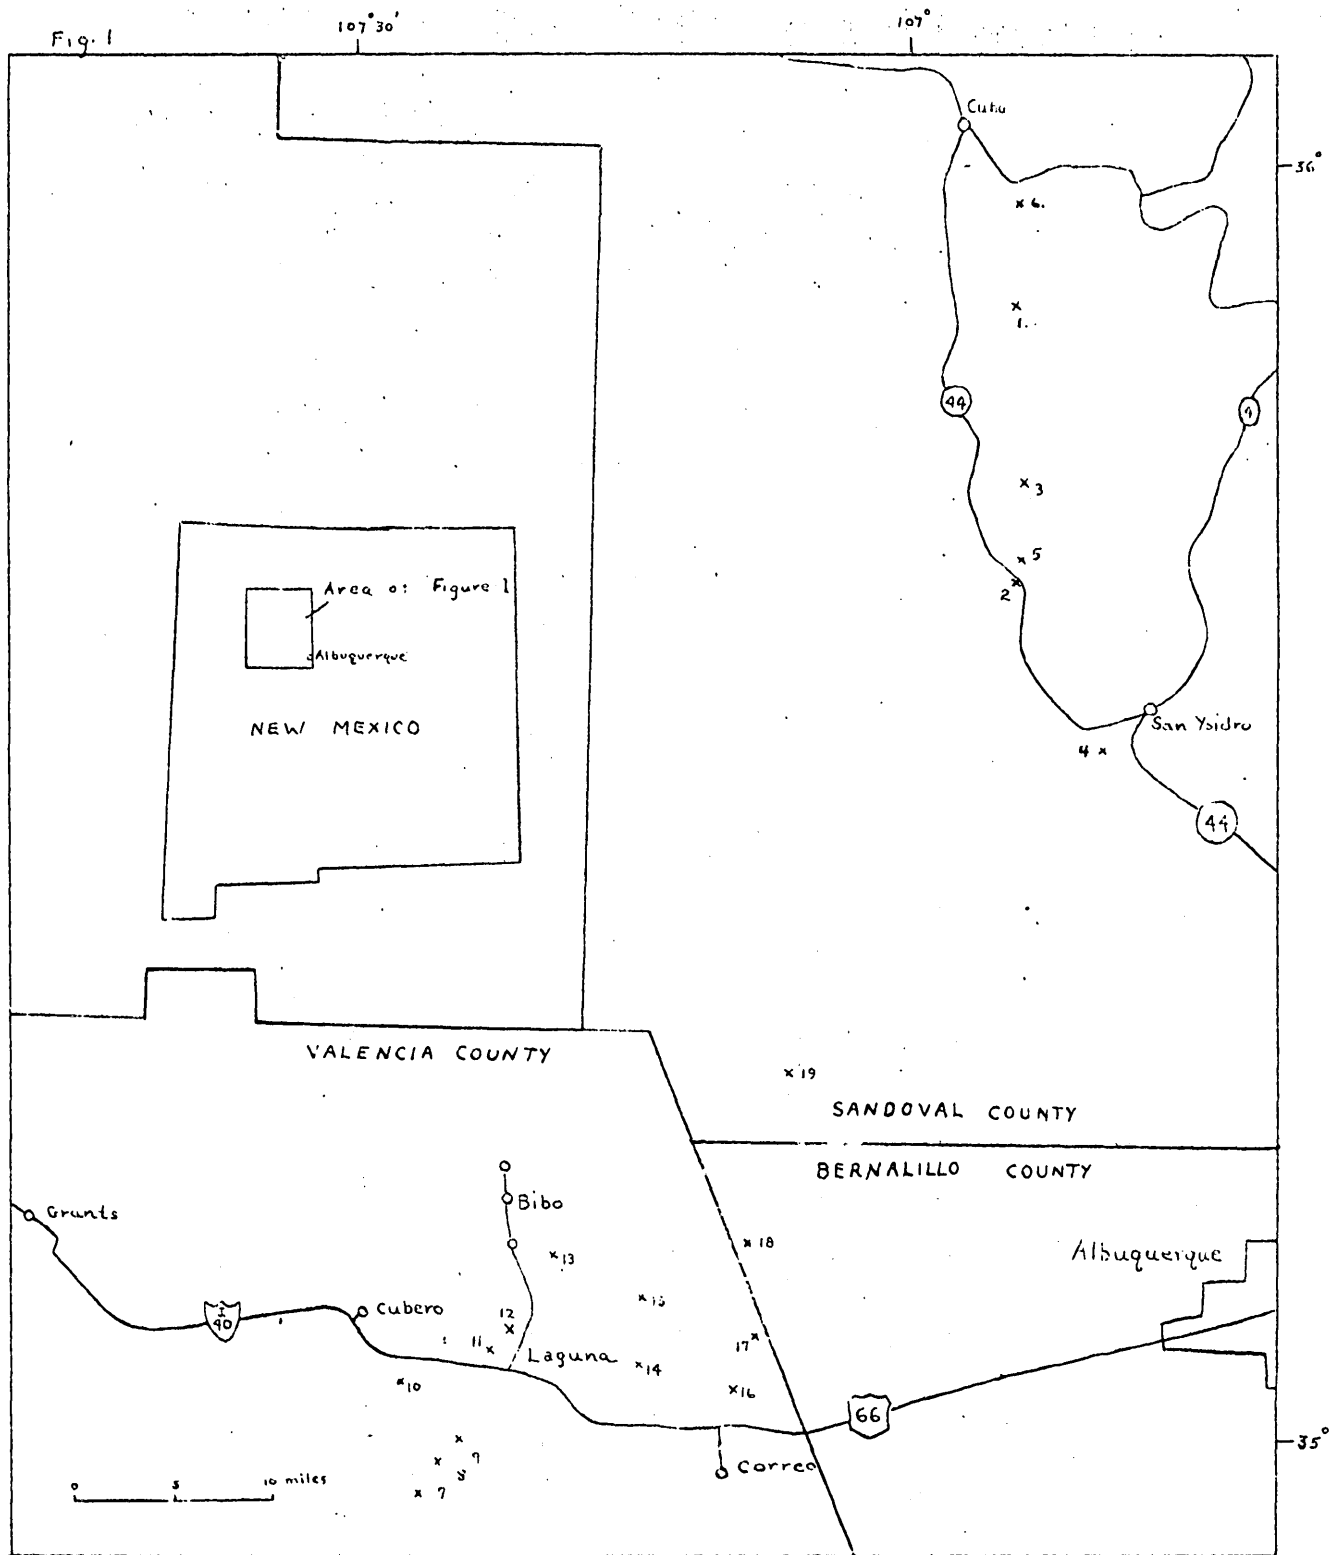 Fig. 1
107°30'
107°
Cuba
36°
x 6.
x
1.
44
x 3
x 5
x
2
Area of Figure 1
Albuquerque
NEW MEXICO
San Ysidro
4 x
44
VALENCIA COUNTY
x 19
SANDOVAL COUNTY
BERNALILLO COUNTY
Grants
Bibo
x 18
Albuquerque
x 13
x 15
I
40
Cubero
12
x
11 x
Laguna
17 x
x 14
x 10
x 16
66
35°
x
x
8
x 7
Correo
0 5 10 miles